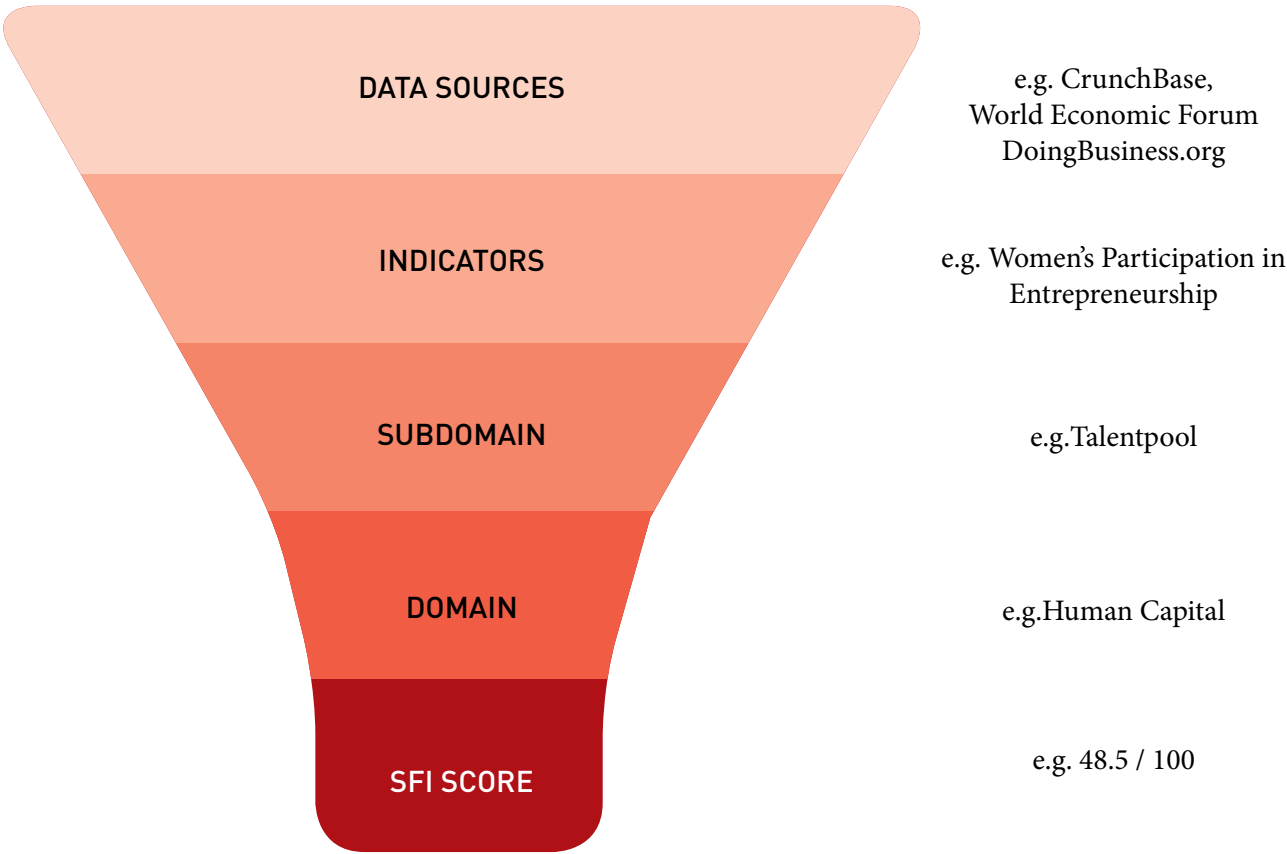 DATA SOURCES
e.g. CrunchBase,
World Economic Forum
DoingBusiness.org
INDICATORS
e.g. Women’s Participation in
Entrepreneurship
SUBDOMAIN
e.g.Talentpool
DOMAIN
e.g.Human Capital
SFI SCORE
e.g. 48.5 / 100